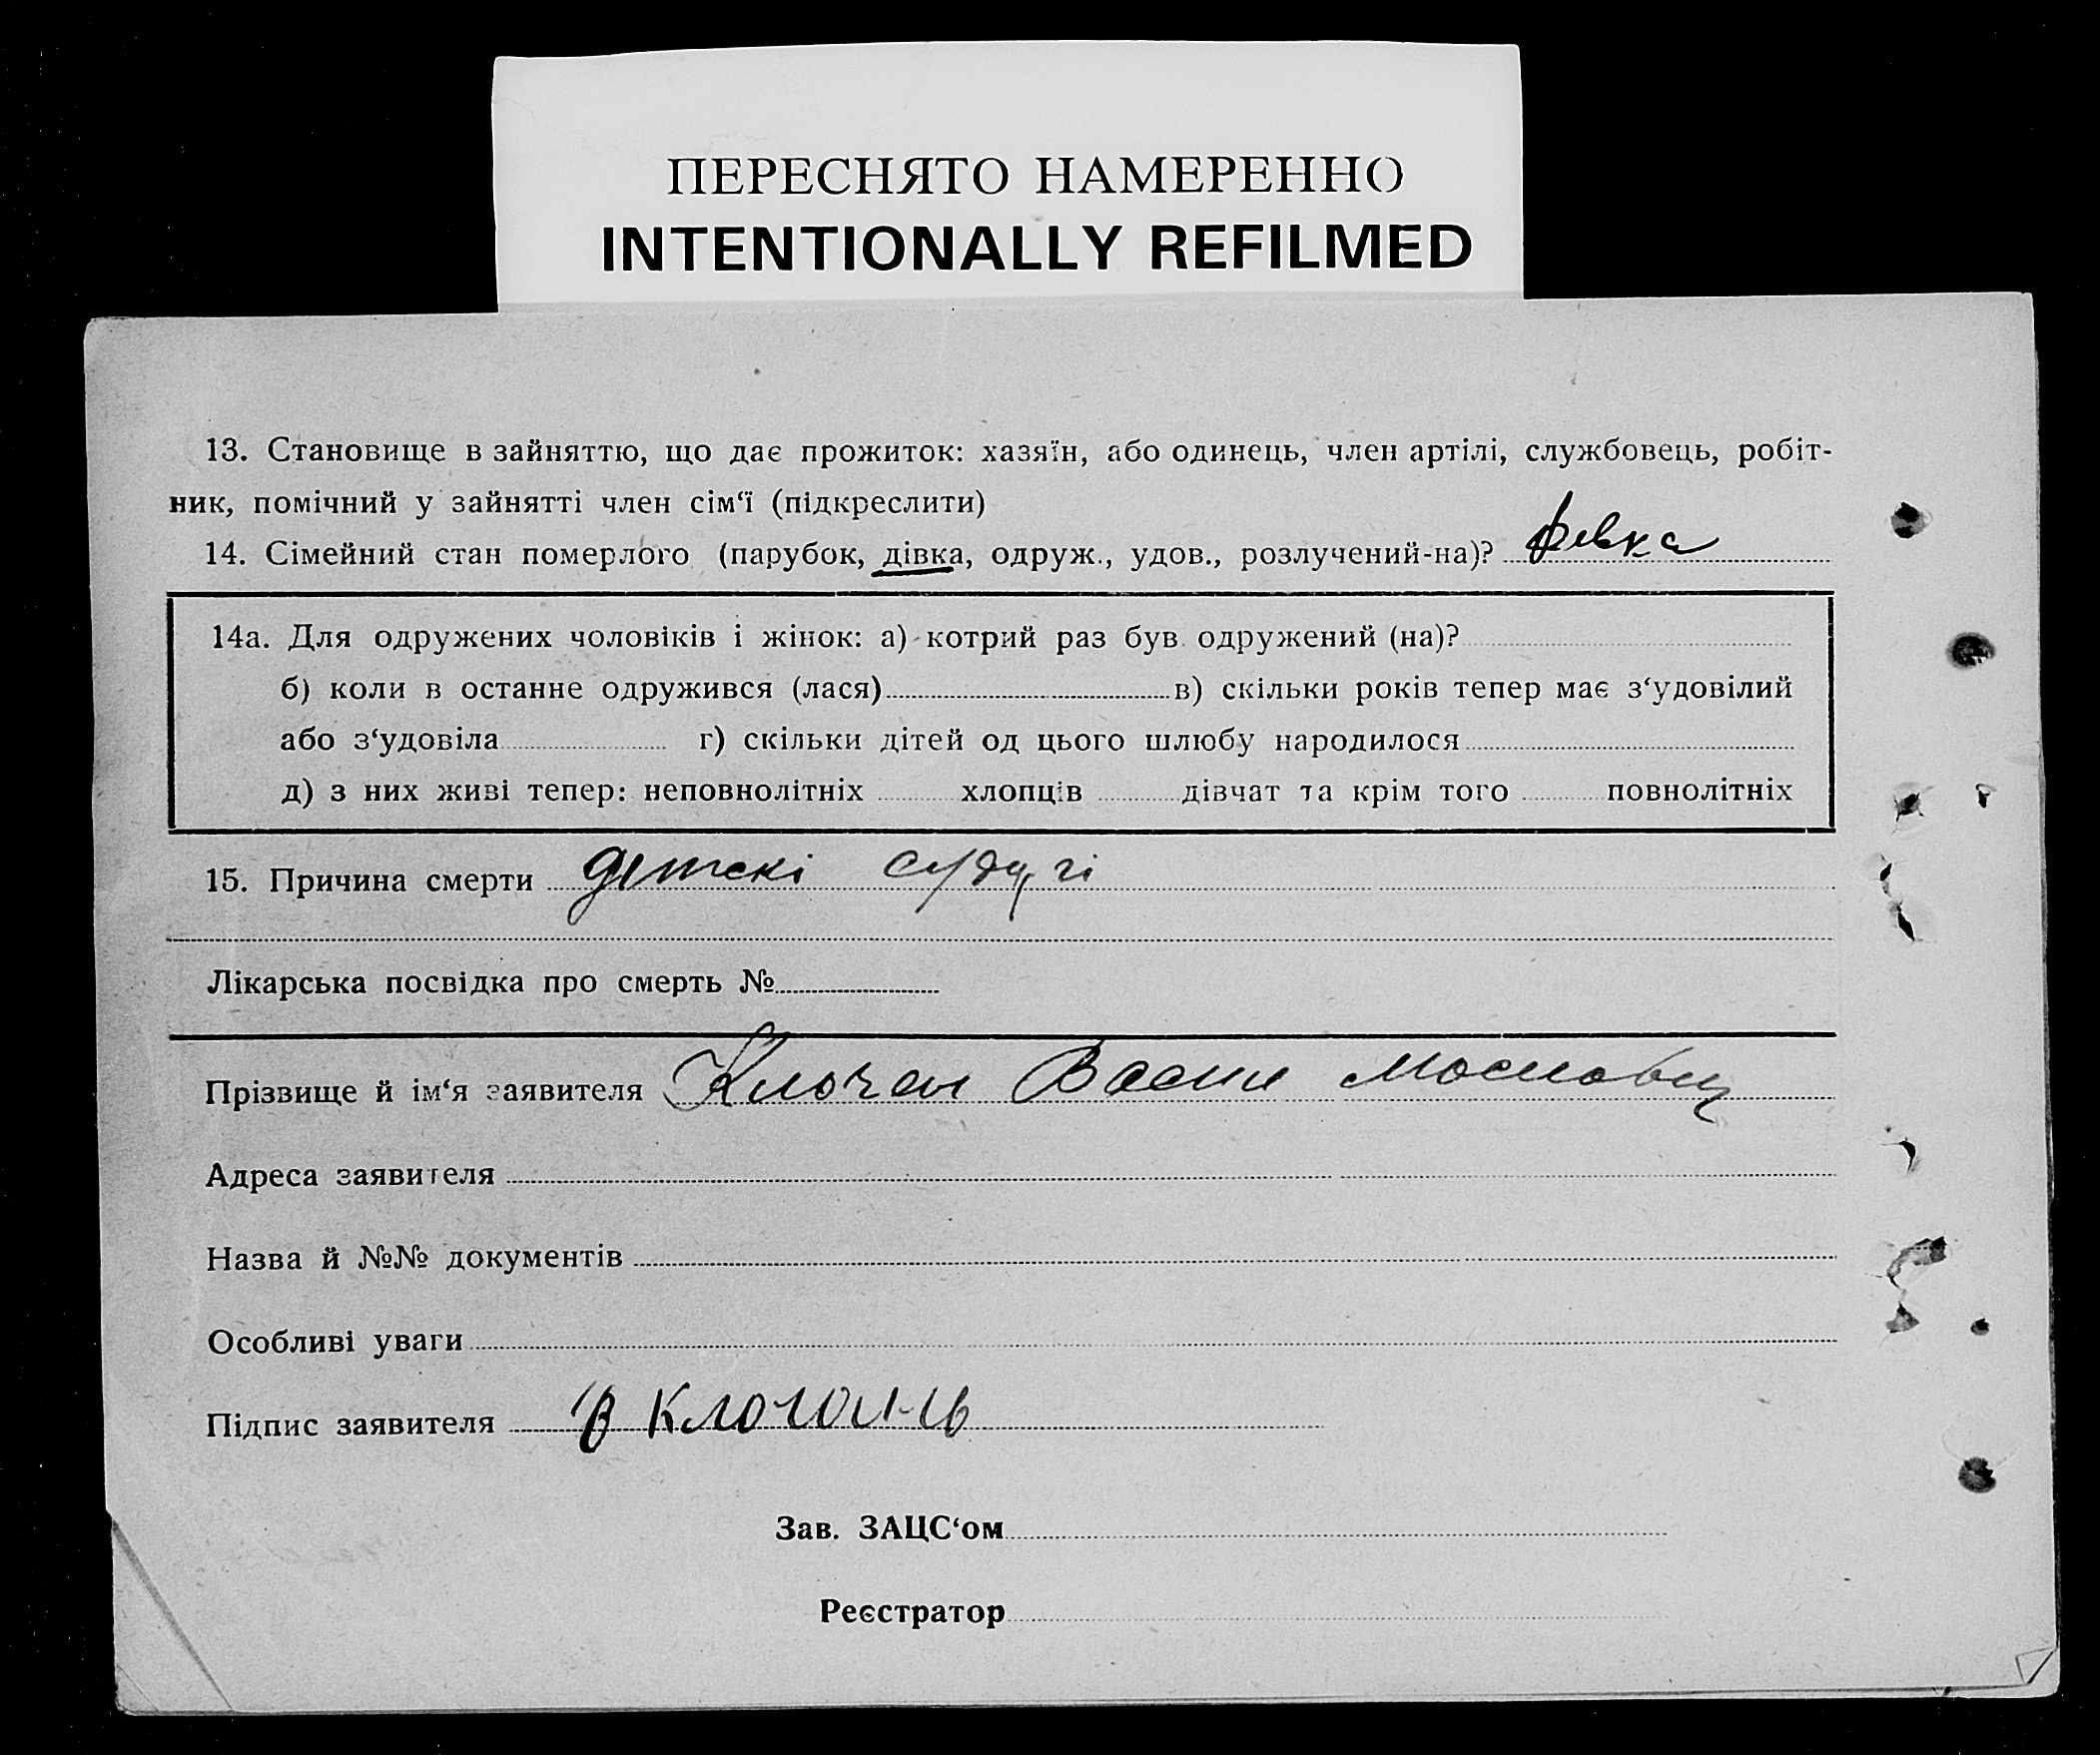 ПЕРЕСНЯТО НАМЕРЕННО
INTENTIONALLY REFILMED
13. Становище в зайняттю, що дає прожиток: хазяїн, або одинець, член артілі, службовець, робіт-
ник, помічний у зайнятті член сім‘ї (підкреслити)
14. Сімейний стан померлого (парубок, дівка, одруж., удов., розлучений-на)? девка
14а. Для одружених чоловіків і жінок: а) котрий раз був одружений (на)?
б) коли в останне одружився (лася) в) скільки років тепер має з‘удовілий
або з‘удовіла г) скільки дітей од цього шлюбу народилося
д) з них живі тепер: неповнолітніх хлопців дівчат та крім того повнолітніх
15. Причина смерти детскі
Лікарська посвідка про смерть №
Прізвище й ім‘я заявителя Клочан
Адреса заявителя
Назва й №№ документів
Особливі уваги
Підпис заявителя В Клочань
Зав. ЗАЦС‘ом
Реєстратор